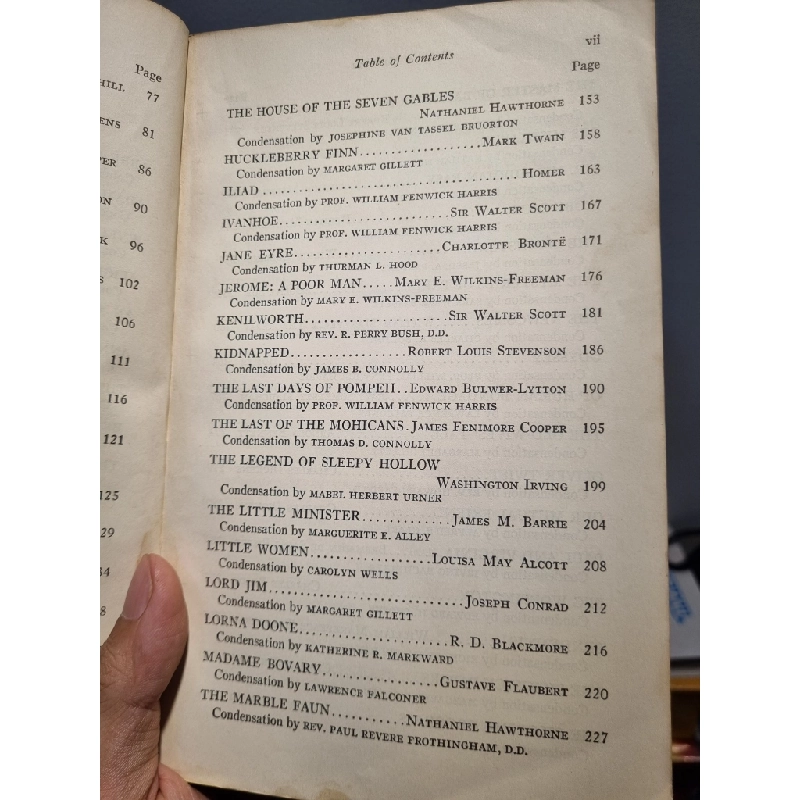 Page
HILL 77
ENS 81
PER 86
ON 90
K 96
S 102
106
111
116
121
125
29
34
8
Table of Contents vii
Page
THE HOUSE OF THE SEVEN GABLES
NATHANIEL HAWTHORNE 153
Condensation by JOSEPHINE VAN TASSEL BRUORTON
HUCKLEBERRY FINN...................MARK TWAIN 158
Condensation by MARGARET GILLETT
ILIAD........................................HOMER 163
Condensation by PROF. WILLIAM FENWICK HARRIS
IVANHOE..........................SIR WALTER SCOTT 167
Condensation by PROF. WILLIAM FENWICK HARRIS
JANE EYRE......................CHARLOTTE BRONTË 171
Condensation by THURMAN L. HOOD
JEROME: A POOR MAN.....MARY E. WILKINS-FREEMAN 176
Condensation by MARY E. WILKINS-FREEMAN
KENILWORTH......................SIR WALTER SCOTT 181
Condensation by REV. R. PERRY BUSH, D.D.
KIDNAPPED..................ROBERT LOUIS STEVENSON 186
Condensation by JAMES B. CONNOLLY
THE LAST DAYS OF POMPEII..EDWARD BULWER-LYTTON 190
Condensation by PROF. WILLIAM FENWICK HARRIS
THE LAST OF THE MOHICANS.JAMES FENIMORE COOPER 195
Condensation by THOMAS D. CONNOLLY
THE LEGEND OF SLEEPY HOLLOW
WASHINGTON IRVING 199
Condensation by MABEL HERBERT URNER
THE LITTLE MINISTER.............JAMES M. BARRIE 204
Condensation by MARGUERITE E. ALLEY
LITTLE WOMEN..................LOUISA MAY ALCOTT 208
Condensation by CAROLYN WELLS
LORD JIM..............................JOSEPH CONRAD 212
Condensation by MARGARET GILLETT
LORNA DOONE.......................R. D. BLACKMORE 216
Condensation by KATHERINE R. MARKWARD
MADAME BOVARY..................GUSTAVE FLAUBERT 220
Condensation by LAWRENCE FALCONER
THE MARBLE FAUN...........NATHANIEL HAWTHORNE 227
Condensation by REV. PAUL REVERE FROTHINGHAM, D.D.